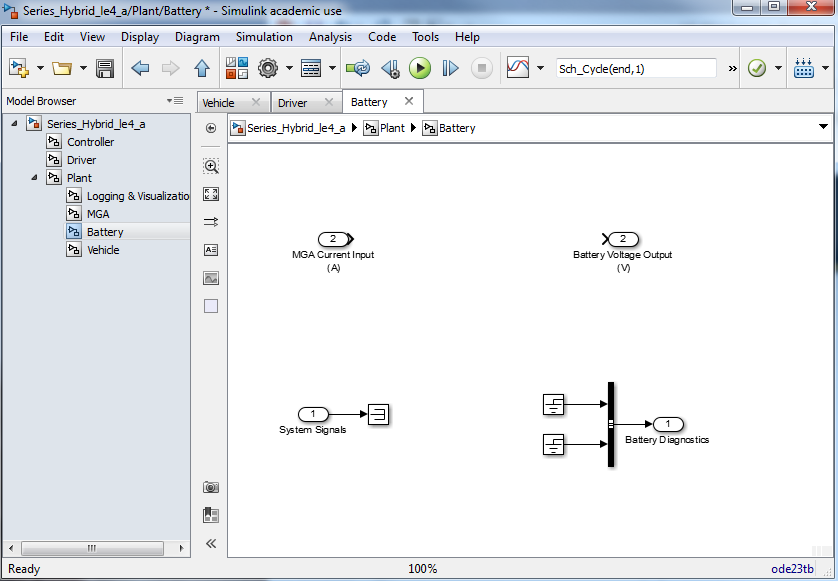 Series_Hybrid_le4_a/Plant/Battery * - Simulink academic use
File Edit View Display Diagram Simulation Analysis Code Tools Help
Sch_Cycle(end,1) »
Model Browser
Vehicle Driver Battery
Series_Hybrid_le4_a Plant Battery
Series_Hybrid_le4_a
Controller
Driver
Plant
Logging & Visualizatio
MGA
Battery
Vehicle
2
MGA Current Input
(A)
2
Battery Voltage Output
(V)
1
System Signals
1
Battery Diagnostics
Ready 100% ode23tb